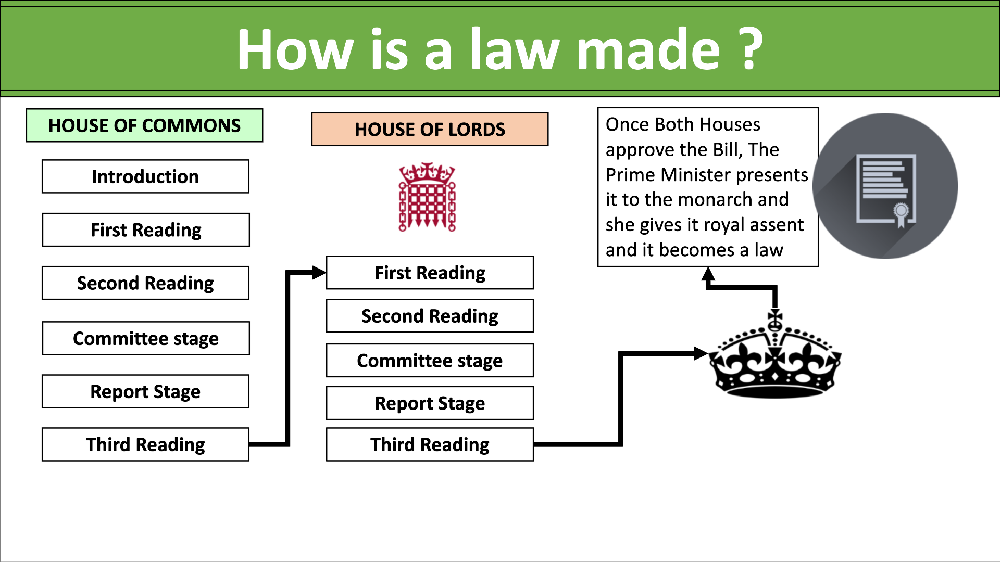 How is a law made ?
HOUSE OF COMMONS
Introduction
First Reading
Second Reading
Committee stage
Report Stage
Third Reading
HOUSE OF LORDS
First Reading
Second Reading
Committee stage
Report Stage
Third Reading
Once Both Houses
approve the Bill, The
Prime Minister presents
it to the monarch and
she gives it royal assent
and it becomes a law